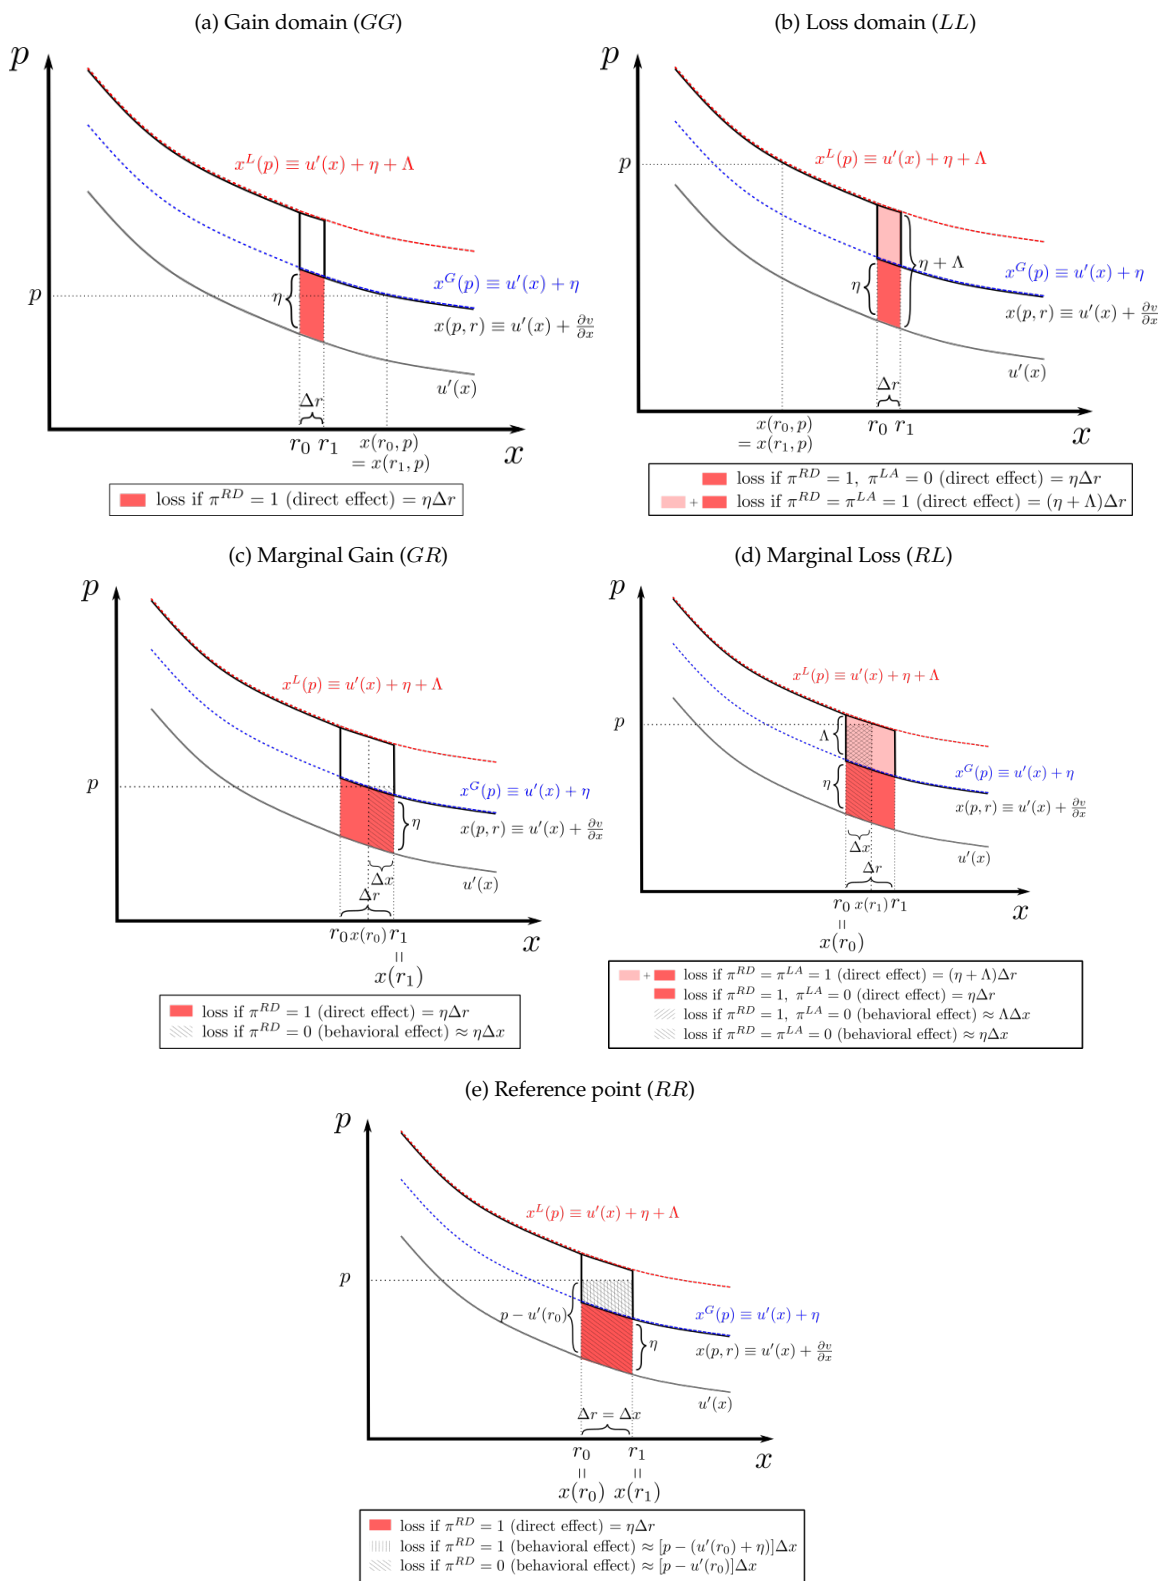 (a) Gain domain (GG)
p
x^L(p) ≡ u′(x) + η + Λ
x^G(p) ≡ u′(x) + η
η
p
x(p, r) ≡ u′(x) + ∂v/∂x
u′(x)
Δr
r₀ r₁
x(r₀, p)
= x(r₁, p)
x
loss if π^{RD} = 1 (direct effect) = ηΔr
(b) Loss domain (LL)
p
p
x^L(p) ≡ u′(x) + η + Λ
η + Λ
x^G(p) ≡ u′(x) + η
η
x(p, r) ≡ u′(x) + ∂v/∂x
u′(x)
Δr
x(r₀, p)
= x(r₁, p)
r₀ r₁
x
loss if π^{RD} = 1, π^{LA} = 0 (direct effect) = ηΔr
+ loss if π^{RD} = π^{LA} = 1 (direct effect) = (η + Λ)Δr
(c) Marginal Gain (GR)
p
x^L(p) ≡ u′(x) + η + Λ
p
x^G(p) ≡ u′(x) + η
η
x(p, r) ≡ u′(x) + ∂v/∂x
u′(x)
Δx
Δr
r₀ x(r₀) r₁
x
=
x(r₁)
loss if π^{RD} = 1 (direct effect) = ηΔr
loss if π^{RD} = 0 (behavioral effect) ≈ ηΔx
(d) Marginal Loss (RL)
p
x^L(p) ≡ u′(x) + η + Λ
p
Λ
x^G(p) ≡ u′(x) + η
η
x(p, r) ≡ u′(x) + ∂v/∂x
Δx
u′(x)
Δr
r₀ x(r₁) r₁
x
=
x(r₀)
+ loss if π^{RD} = π^{LA} = 1 (direct effect) = (η + Λ)Δr
loss if π^{RD} = 1, π^{LA} = 0 (direct effect) = ηΔr
loss if π^{RD} = 1, π^{LA} = 0 (behavioral effect) ≈ ΛΔx
loss if π^{RD} = π^{LA} = 0 (behavioral effect) ≈ ηΔx
(e) Reference point (RR)
p
x^L(p) ≡ u′(x) + η + Λ
p
p − u′(r₀)
x^G(p) ≡ u′(x) + η
η
x(p, r) ≡ u′(x) + ∂v/∂x
u′(x)
Δr = Δx
r₀ r₁
x
= =
x(r₀) x(r₁)
loss if π^{RD} = 1 (direct effect) = ηΔr
loss if π^{RD} = 1 (behavioral effect) ≈ [p − (u′(r₀) + η)]Δx
loss if π^{RD} = 0 (behavioral effect) ≈ [p − u′(r₀)]Δx